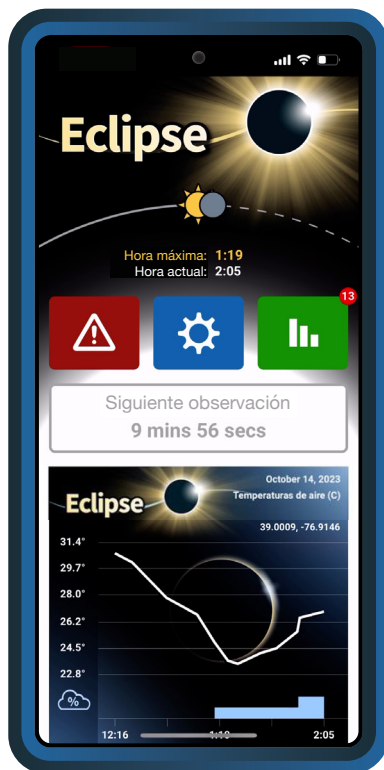 Eclipse
Hora máxima: 1:19
Hora actual: 2:05
13
Siguiente observación
9 mins 56 secs
October 14, 2023
Eclipse
Temperaturas de aire (C)
39.0009, -76.9146
31.4°
29.7°
28.0°
26.2°
24.5°
22.8°
%
12:16 1:19 2:05